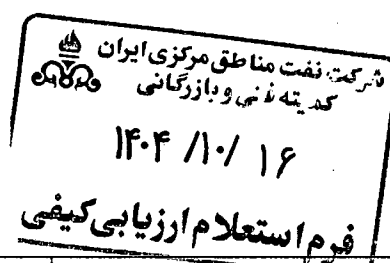 شرکت نفت مناطق مرکزی ایران
کمیته فنی و بازرگانی
۱۴۰۴/۱۰/۱۶
فرم استعلام ارزیابی کیفی